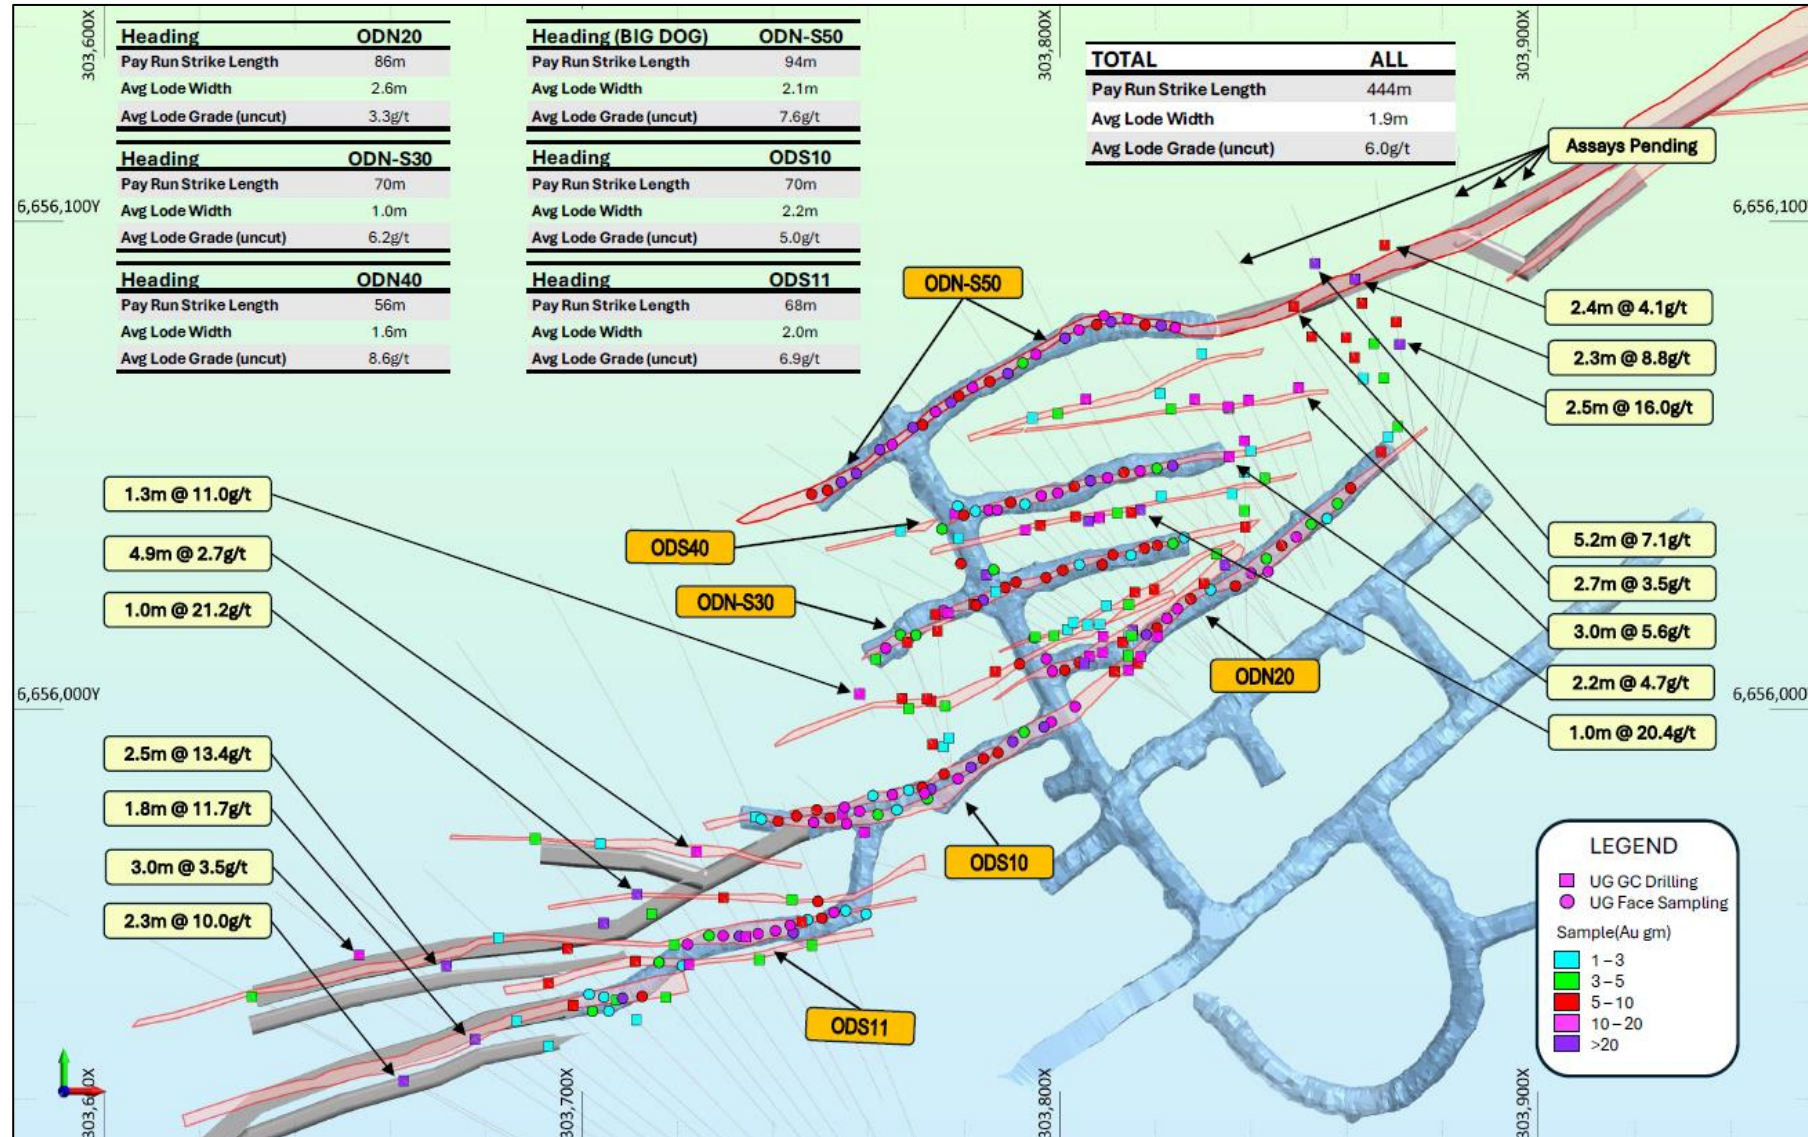 Heading ODN20
Pay Run Strike Length 86m
Avg Lode Width 2.6m
Avg Lode Grade (uncut) 3.3g/t
Heading (BIG DOG) ODN-S50
Pay Run Strike Length 94m
Avg Lode Width 2.1m
Avg Lode Grade (uncut) 7.6g/t
TOTAL ALL
Pay Run Strike Length 444m
Avg Lode Width 1.9m
Avg Lode Grade (uncut) 6.0g/t
Heading ODN-S30
Pay Run Strike Length 70m
Avg Lode Width 1.0m
Avg Lode Grade (uncut) 6.2g/t
Heading ODS10
Pay Run Strike Length 70m
Avg Lode Width 2.2m
Avg Lode Grade (uncut) 5.0g/t
Heading ODN40
Pay Run Strike Length 56m
Avg Lode Width 1.6m
Avg Lode Grade (uncut) 8.6g/t
Heading ODS11
Pay Run Strike Length 68m
Avg Lode Width 2.0m
Avg Lode Grade (uncut) 6.9g/t
303,600X
303,800X
303,900X
6,656,100Y
6,656,100
Assays Pending
ODN-S50
2.4m @ 4.1g/t
2.3m @ 8.8g/t
2.5m @ 16.0g/t
1.3m @ 11.0g/t
4.9m @ 2.7g/t
1.0m @ 21.2g/t
ODS40
ODN-S30
ODN20
5.2m @ 7.1g/t
2.7m @ 3.5g/t
3.0m @ 5.6g/t
2.2m @ 4.7g/t
1.0m @ 20.4g/t
6,656,000Y
6,656,000
2.5m @ 13.4g/t
1.8m @ 11.7g/t
3.0m @ 3.5g/t
2.3m @ 10.0g/t
ODS10
ODS11
LEGEND
UG GC Drilling
UG Face Sampling
Sample(Au gm)
1-3
3-5
5-10
10-20
>20
303,600X
303,700X
303,800X
303,900X